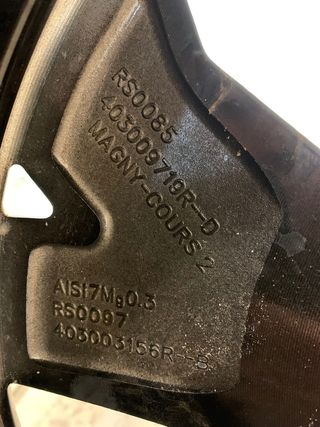 RS0085
403009719R--D
MAGNY-COURS 2
AlSi7Mg0.3
RS0097
403003156R--B